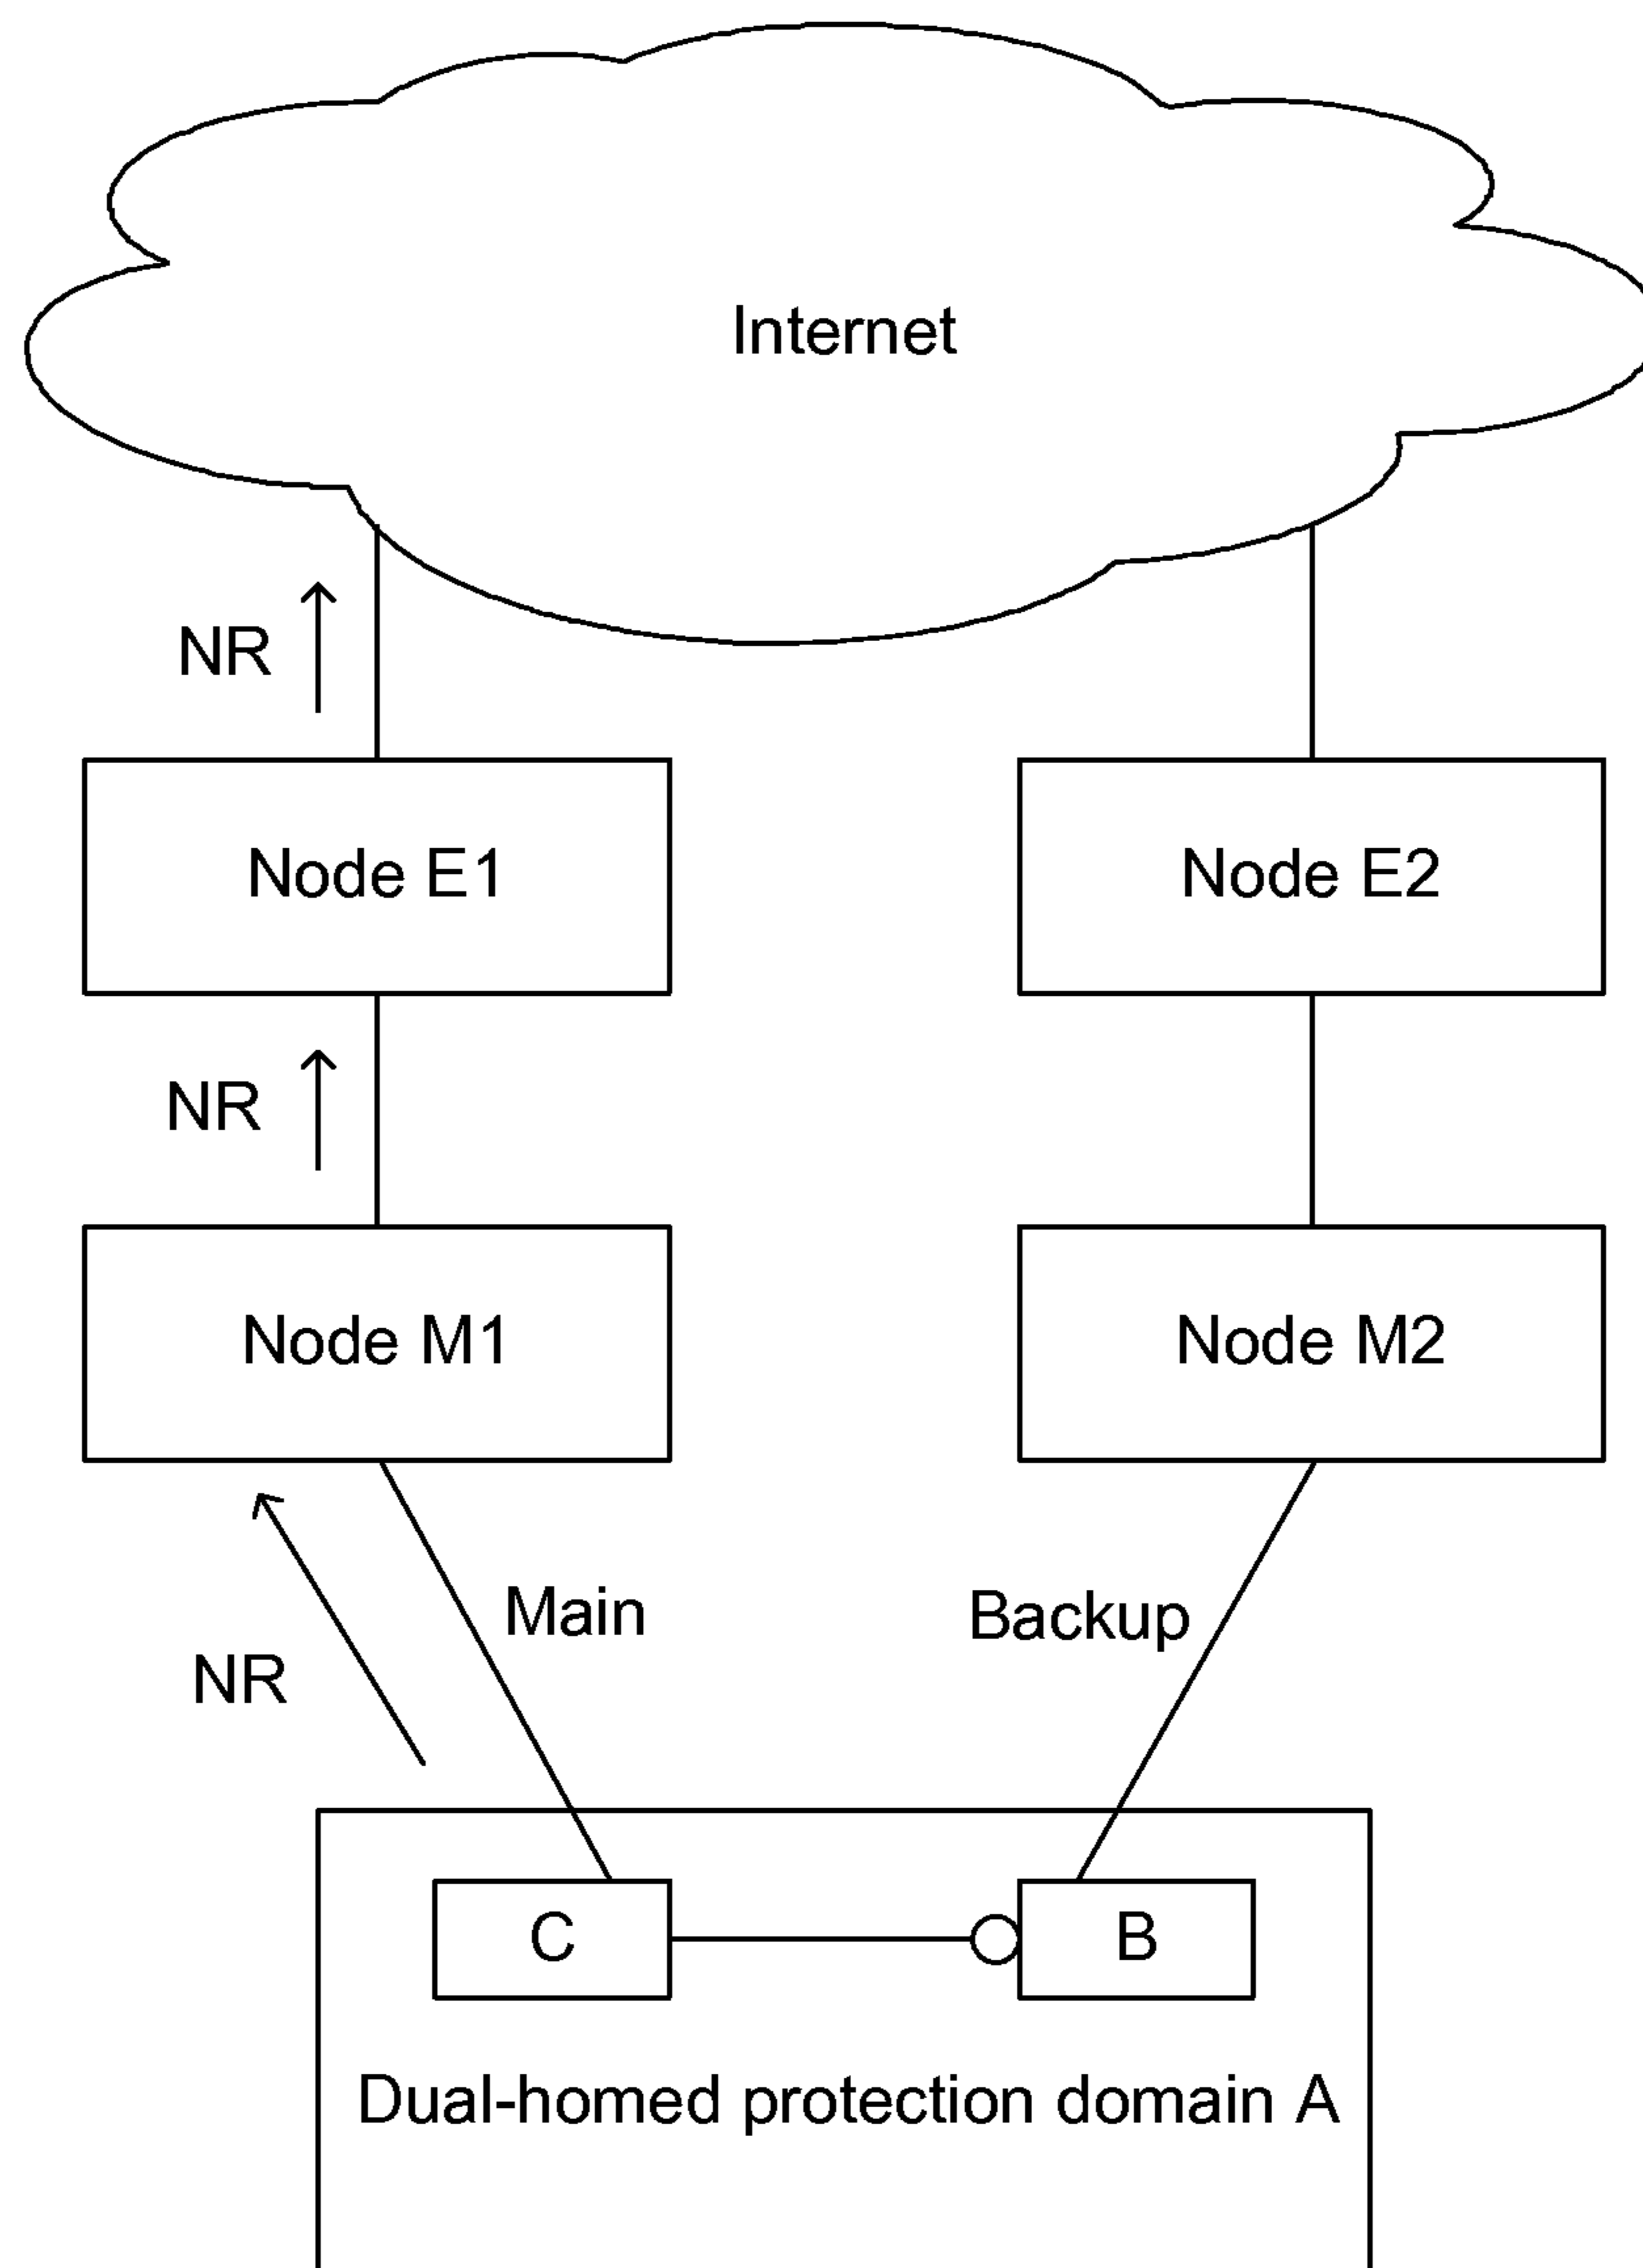 Internet
NR
Node E1
Node E2
NR
Node M1
Node M2
Main
Backup
NR
C
B
Dual-homed protection domain A